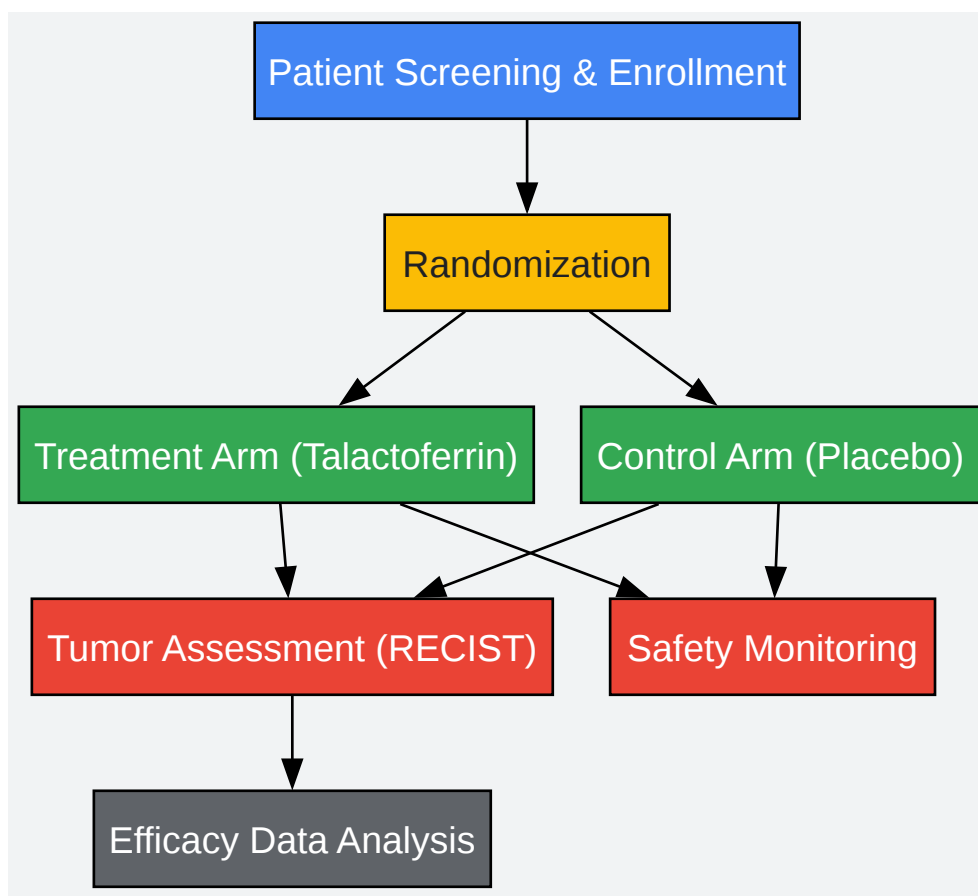 Patient Screening & Enrollment
Randomization
Treatment Arm (Talactoferrin)
Control Arm (Placebo)
Tumor Assessment (RECIST)
Safety Monitoring
Efficacy Data Analysis